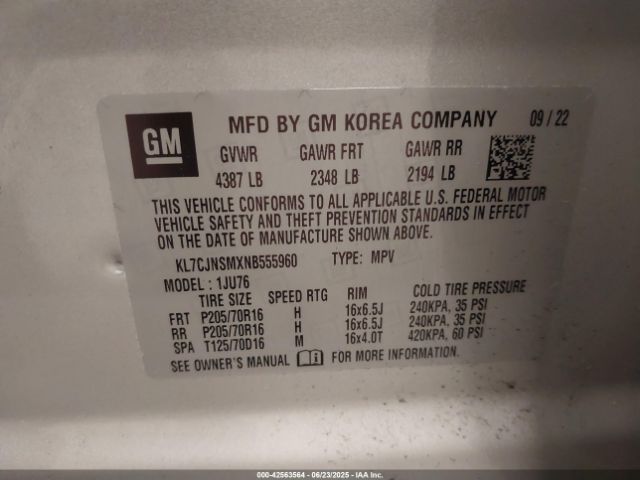 GM
MFD BY GM KOREA COMPANY 09 / 22
GVWR GAWR FRT GAWR RR
4387 LB 2348 LB 2194 LB
THIS VEHICLE CONFORMS TO ALL APPLICABLE U.S. FEDERAL MOTOR
VEHICLE SAFETY AND THEFT PREVENTION STANDARDS IN EFFECT
ON THE DATE OF MANUFACTURE SHOWN ABOVE.
KL7CJNSMXNB555960 TYPE: MPV
MODEL : 1JU76
TIRE SIZE SPEED RTG RIM COLD TIRE PRESSURE
FRT P205/70R16 H 16x6.5J 240KPA, 35 PSI
RR P205/70R16 H 16x6.5J 240KPA, 35 PSI
SPA T125/70D16 M 16x4.0T 420KPA, 60 PSI
SEE OWNER'S MANUAL FOR MORE INFORMATION.
000-42563564 - 06/23/2025 - IAA Inc.